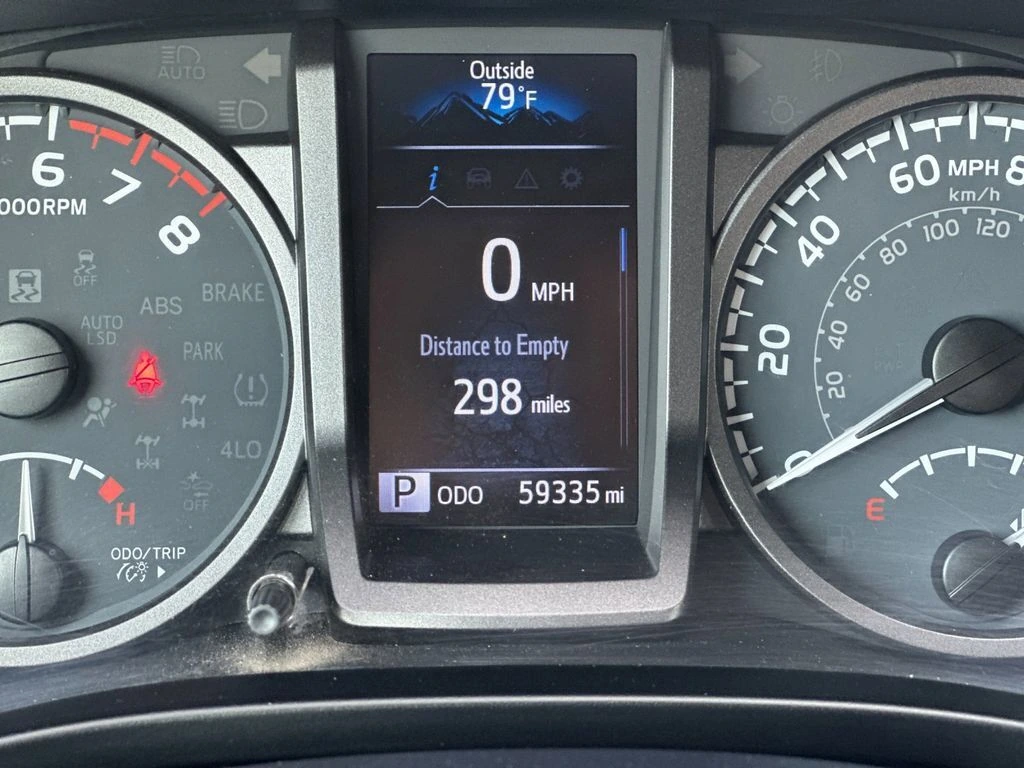 AUTO
Outside
79°F
i
6
7
8
000RPM
OFF
ABS
BRAKE
AUTO
LSD
PARK
4LO
OFF
H
ODO/TRIP
0 MPH
Distance to Empty
298 miles
P ODO 59335 mi
60 MPH 8
km/h
40
20
0
100 120
80
60
40
20
E